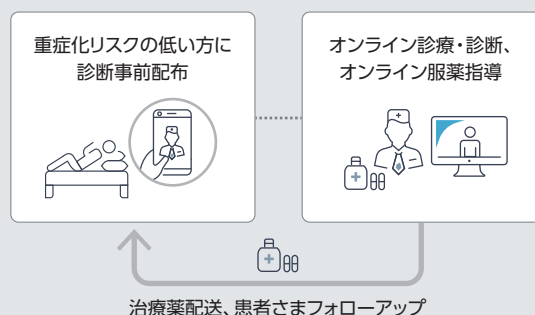 重症化リスクの低い方に
診断事前配布
オンライン診療・診断、
オンライン服薬指導
治療薬配送、患者さまフォローアップ